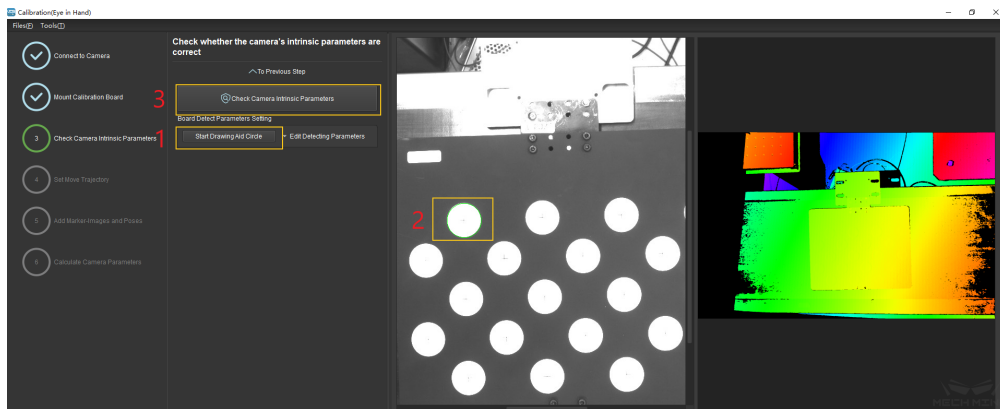 Calibration(Eye in Hand)
Files(F) Tools(T)
Connect to Camera
Mount Calibration Board
3 Check Camera Intrinsic Parameters
4 Set Move Trajectory
5 Add Marker-Images and Poses
6 Calculate Camera Parameters
Check whether the camera's intrinsic parameters are
correct
To Previous Step
3
Check Camera Intrinsic Parameters
Board Detect Parameters Setting
1
Start Drawing Aid Circle
Edit Detecting Parameters
2
MECH MIND